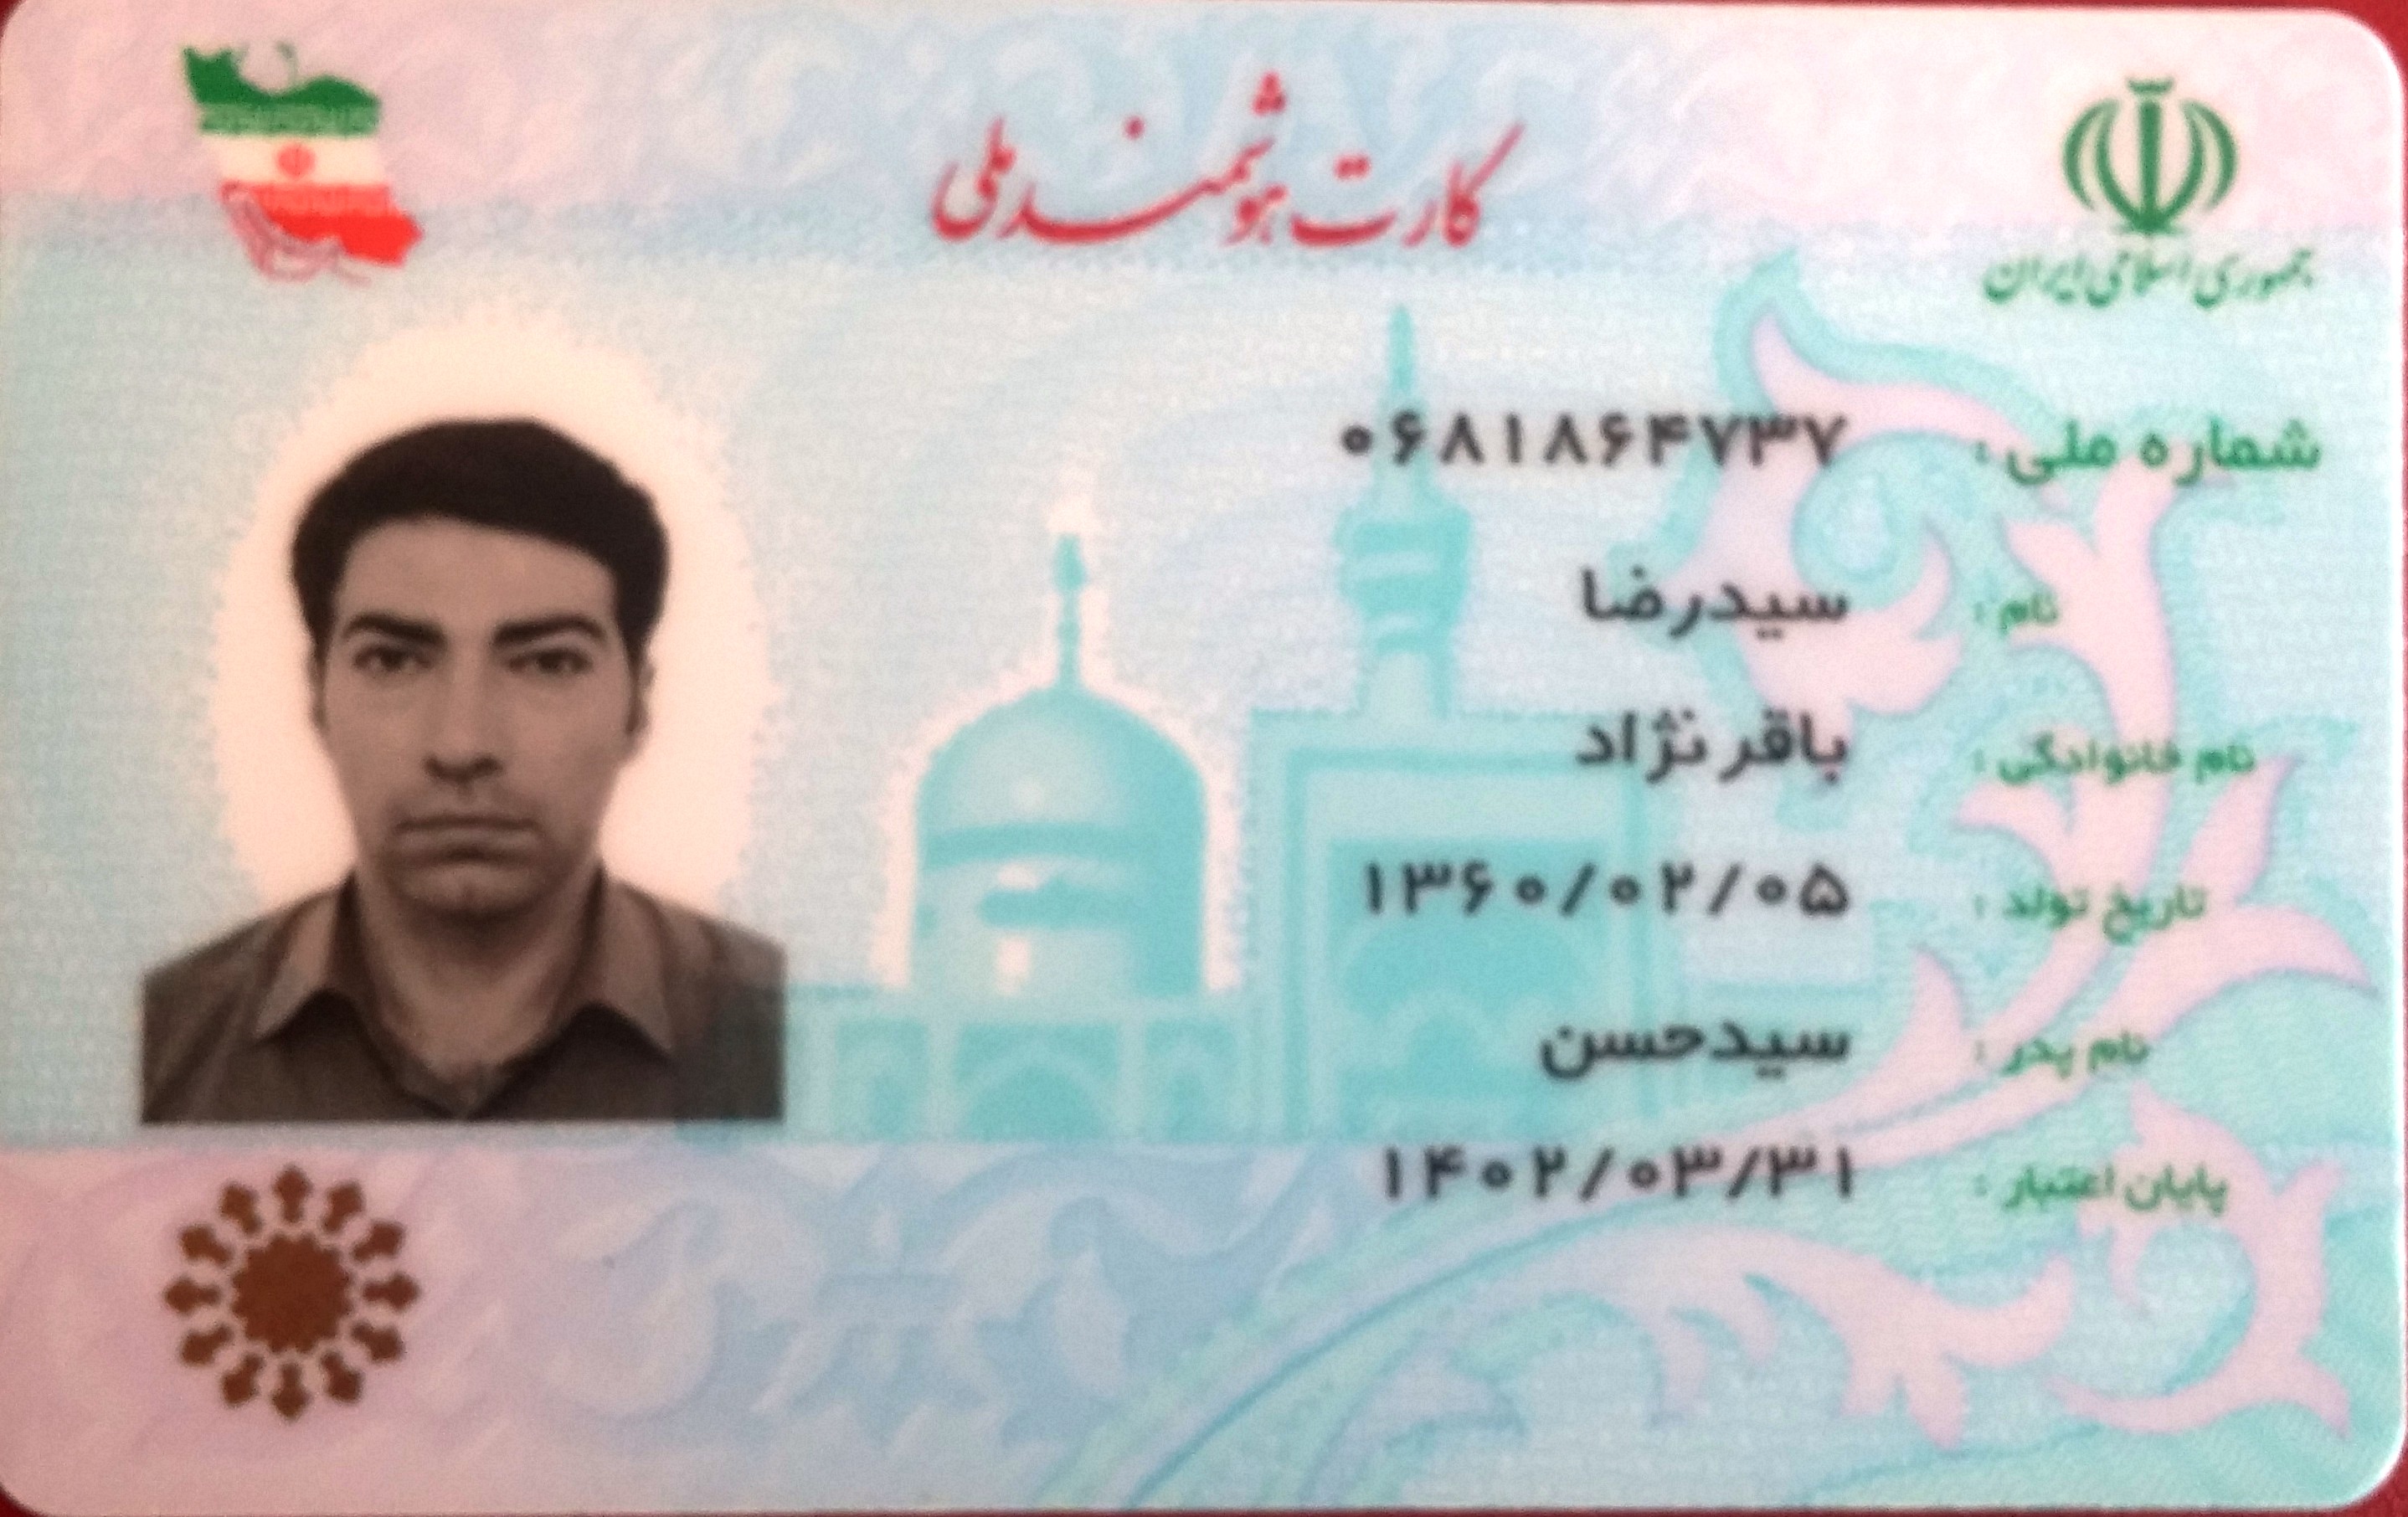 کارت هوشمند ملی
جمهوری اسلامی ایران
شماره ملی : ۰۶۸۱۸۶۴۷۳۷
نام : سیدرضا
نام خانوادگی : باقرنژاد
تاریخ تولد : ۱۳۶۰/۰۲/۰۵
نام پدر : سیدحسن
پایان اعتبار : ۱۴۰۲/۰۳/۳۱